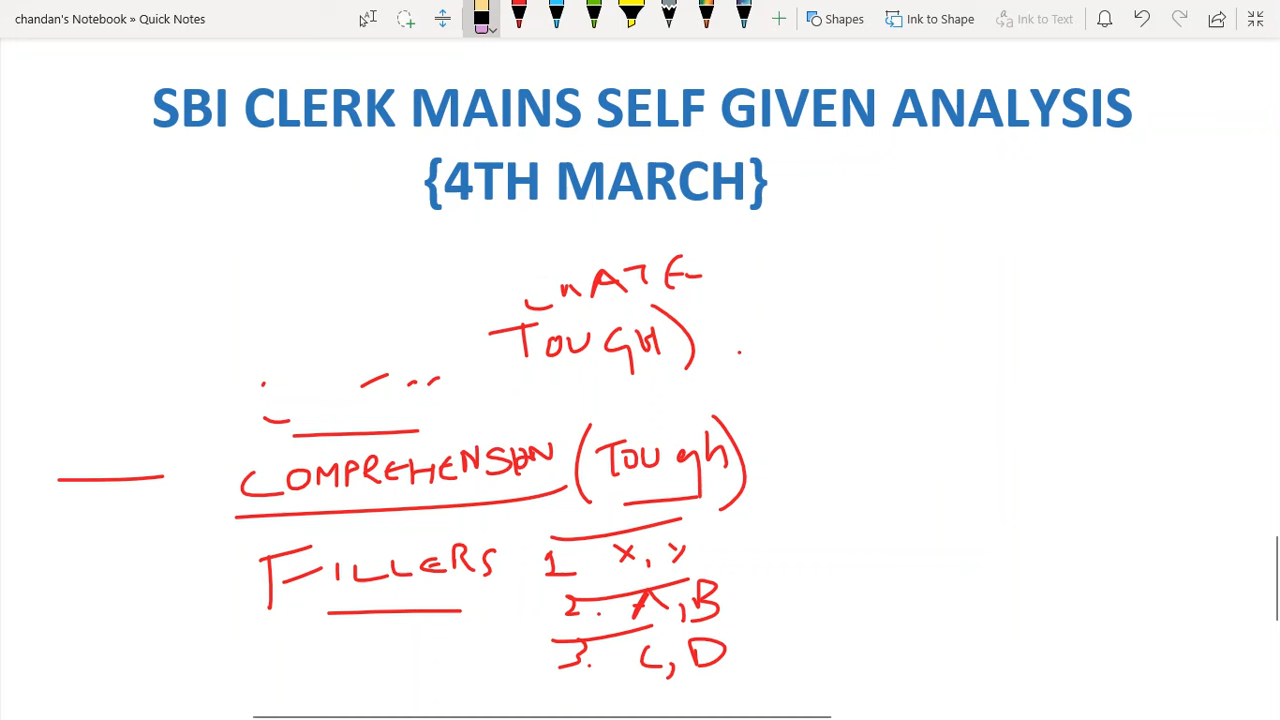 chandan's Notebook » Quick Notes
Shapes
Ink to Shape
Ink to Text
SBI CLERK MAINS SELF GIVEN ANALYSIS
{4TH MARCH}
TOUGH)
COMPREHENSION (TOUgh)
FILLERS
1 x, y
2. A, B
3. C, D